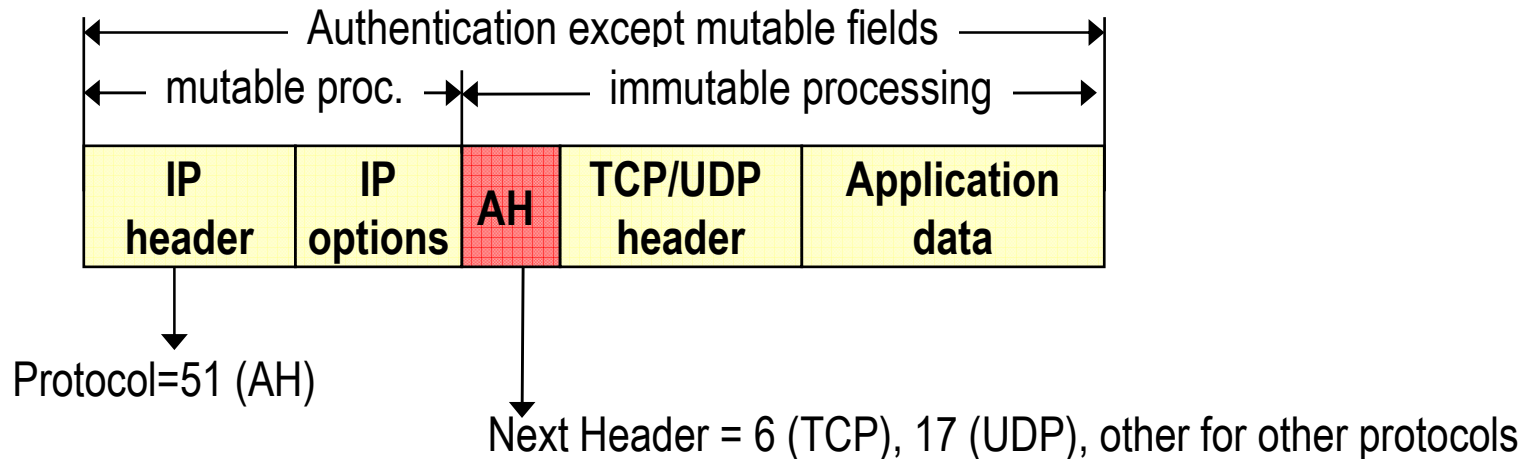 Authentication except mutable fields
mutable proc.
immutable processing
IP header
IP options
AH
TCP/UDP header
Application data
Protocol=51 (AH)
Next Header = 6 (TCP), 17 (UDP), other for other protocols